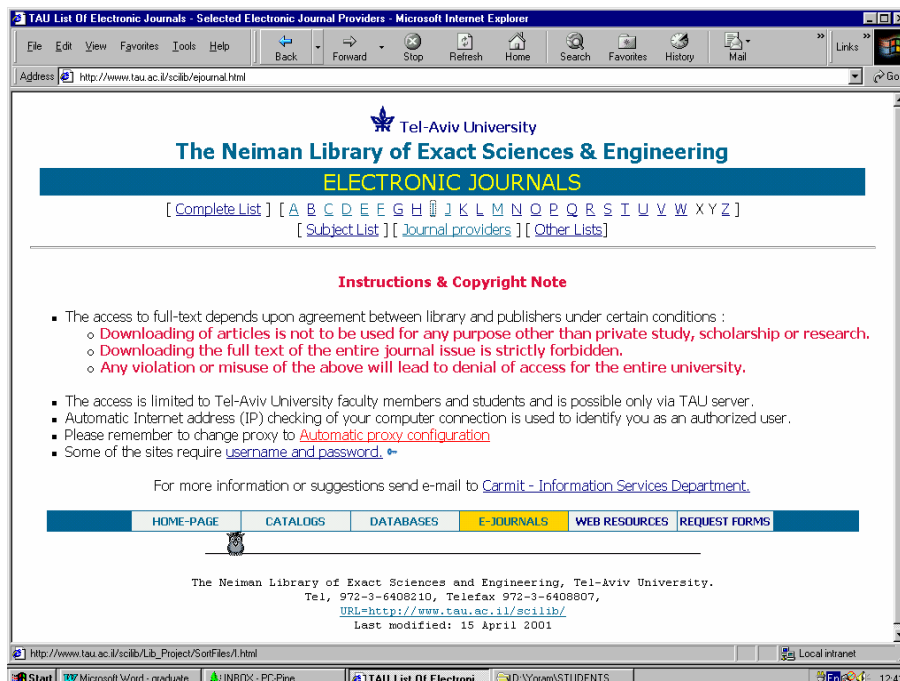 TAU List Of Electronic Journals - Selected Electronic Journal Providers - Microsoft Internet Explorer
File Edit View Favorites Tools Help Back Forward Stop Refresh Home Search Favorites History Mail » Links »
Address http://www.tau.ac.il/scilib/ejournal.html Go
Tel-Aviv University
The Neiman Library of Exact Sciences & Engineering
ELECTRONIC JOURNALS
[ Complete List ] [ A B C D E F G H I J K L M N O P Q R S T U V W X Y Z ]
[ Subject List ] [ Journal providers ] [ Other Lists]
Instructions & Copyright Note
The access to full-text depends upon agreement between library and publishers under certain conditions :
Downloading of articles is not to be used for any purpose other than private study, scholarship or research.
Downloading the full text of the entire journal issue is strictly forbidden.
Any violation or misuse of the above will lead to denial of access for the entire university.
The access is limited to Tel-Aviv University faculty members and students and is possible only via TAU server.
Automatic Internet address (IP) checking of your computer connection is used to identify you as an authorized user.
Please remember to change proxy to Automatic proxy configuration
Some of the sites require username and password.
For more information or suggestions send e-mail to Carmit - Information Services Department.
HOME-PAGE CATALOGS DATABASES E-JOURNALS WEB RESOURCES REQUEST FORMS
The Neiman Library of Exact Sciences and Engineering, Tel-Aviv University.
Tel, 972-3-6408210, Telefax 972-3-6408807,
URL=http://www.tau.ac.il/scilib/
Last modified: 15 April 2001
http://www.tau.ac.il/scilib/Lib_Project/SortFiles/I.html Local intranet
Start Microsoft Word - graduate INBOX - PC-Pine TAU List Of Electroni... D:\Yoram\STUDENTS En